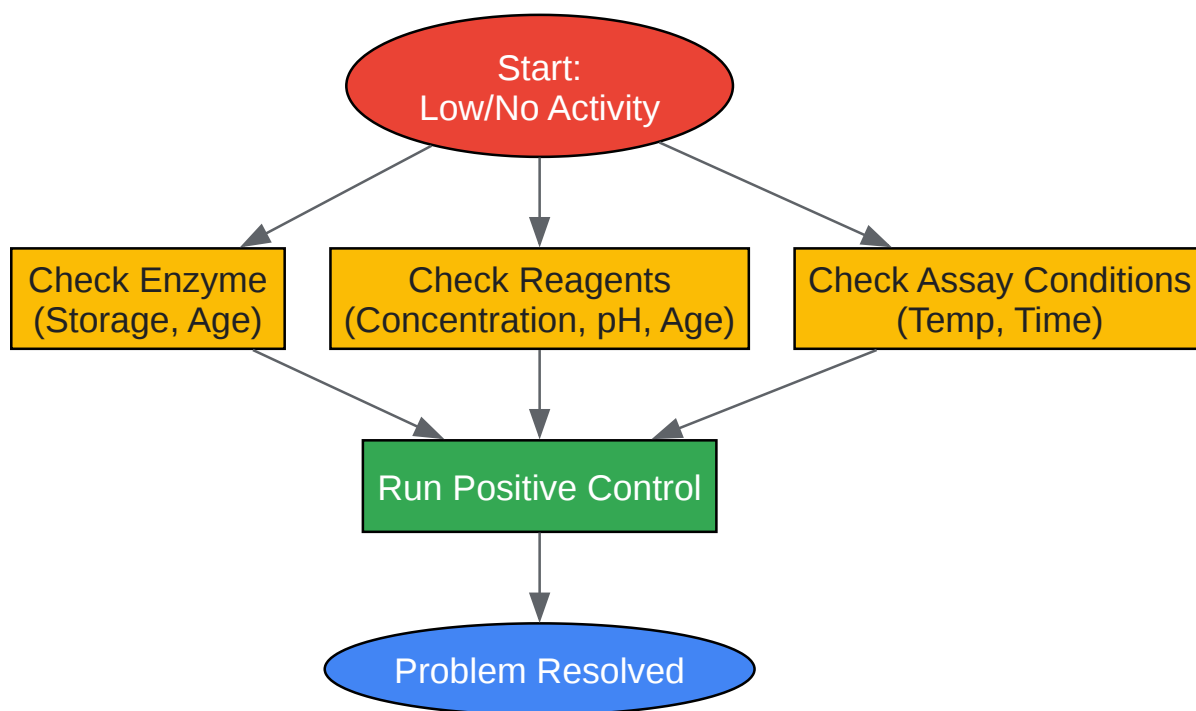 Start:
Low/No Activity
Check Enzyme
(Storage, Age)
Check Reagents
(Concentration, pH, Age)
Check Assay Conditions
(Temp, Time)
Run Positive Control
Problem Resolved